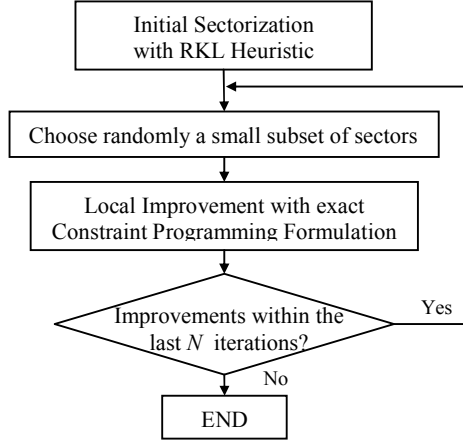 Initial Sectorization
with RKL Heuristic
Choose randomly a small subset of sectors
Local Improvement with exact
Constraint Programming Formulation
Improvements within the
last N iterations?
Yes
No
END